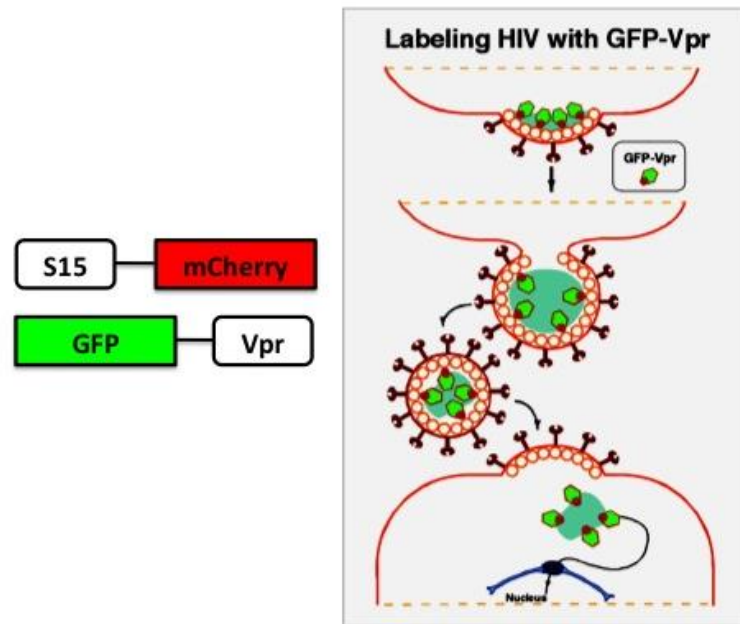 Labeling HIV with GFP-Vpr
GFP-Vpr
S15 mCherry
GFP Vpr
Nucleus